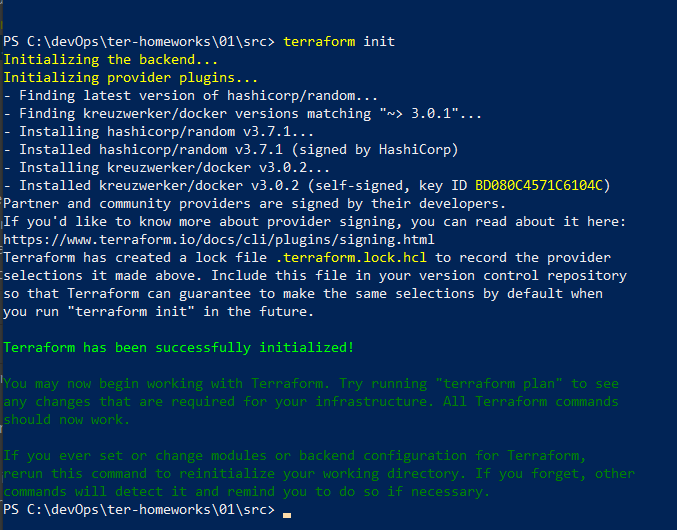 PS C:\devOps\ter-homeworks\01\src> terraform init
Initializing the backend...
Initializing provider plugins...
- Finding latest version of hashicorp/random...
- Finding kreuzwerker/docker versions matching "~> 3.0.1"...
- Installing hashicorp/random v3.7.1...
- Installed hashicorp/random v3.7.1 (signed by HashiCorp)
- Installing kreuzwerker/docker v3.0.2...
- Installed kreuzwerker/docker v3.0.2 (self-signed, key ID BD080C4571C6104C)
Partner and community providers are signed by their developers.
If you'd like to know more about provider signing, you can read about it here:
https://www.terraform.io/docs/cli/plugins/signing.html
Terraform has created a lock file .terraform.lock.hcl to record the provider
selections it made above. Include this file in your version control repository
so that Terraform can guarantee to make the same selections by default when
you run "terraform init" in the future.
Terraform has been successfully initialized!
You may now begin working with Terraform. Try running "terraform plan" to see
any changes that are required for your infrastructure. All Terraform commands
should now work.
If you ever set or change modules or backend configuration for Terraform,
rerun this command to reinitialize your working directory. If you forget, other
commands will detect it and remind you to do so if necessary.
PS C:\devOps\ter-homeworks\01\src>